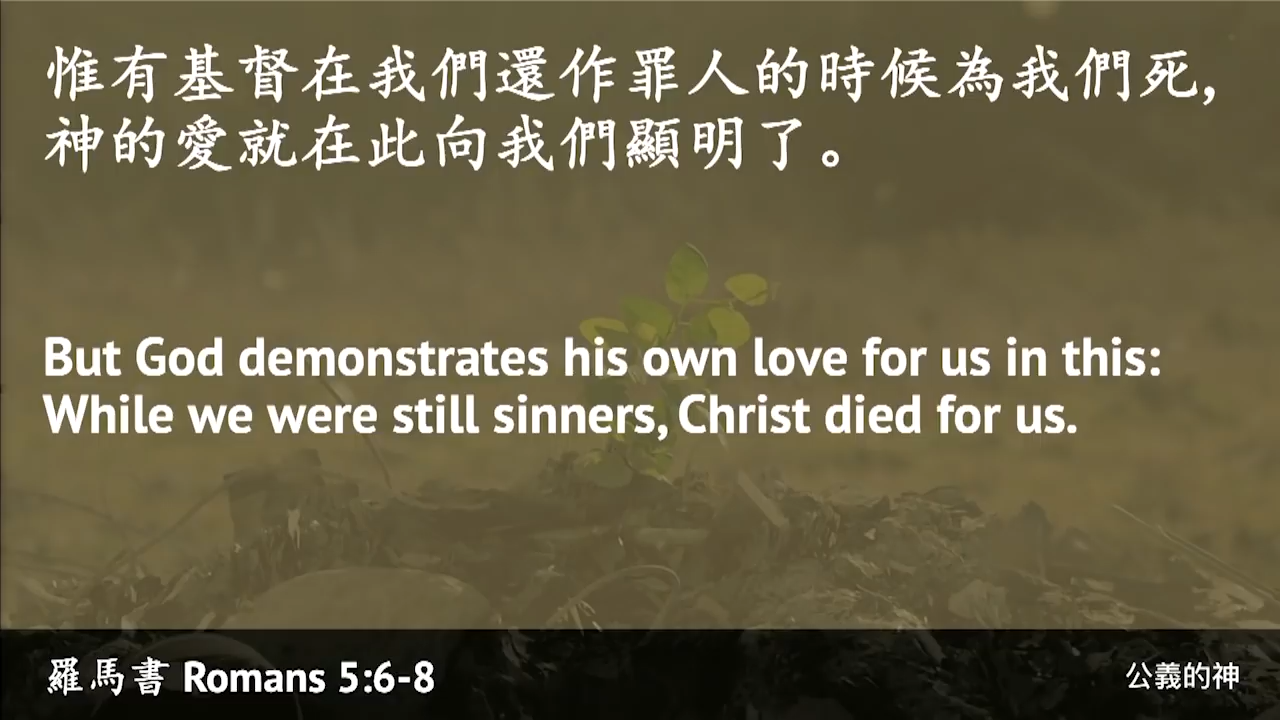 惟有基督在我們還作罪人的時候為我們死,
神的愛就在此向我們顯明了。
But God demonstrates his own love for us in this:
While we were still sinners, Christ died for us.
羅馬書 Romans 5:6-8
公義的神